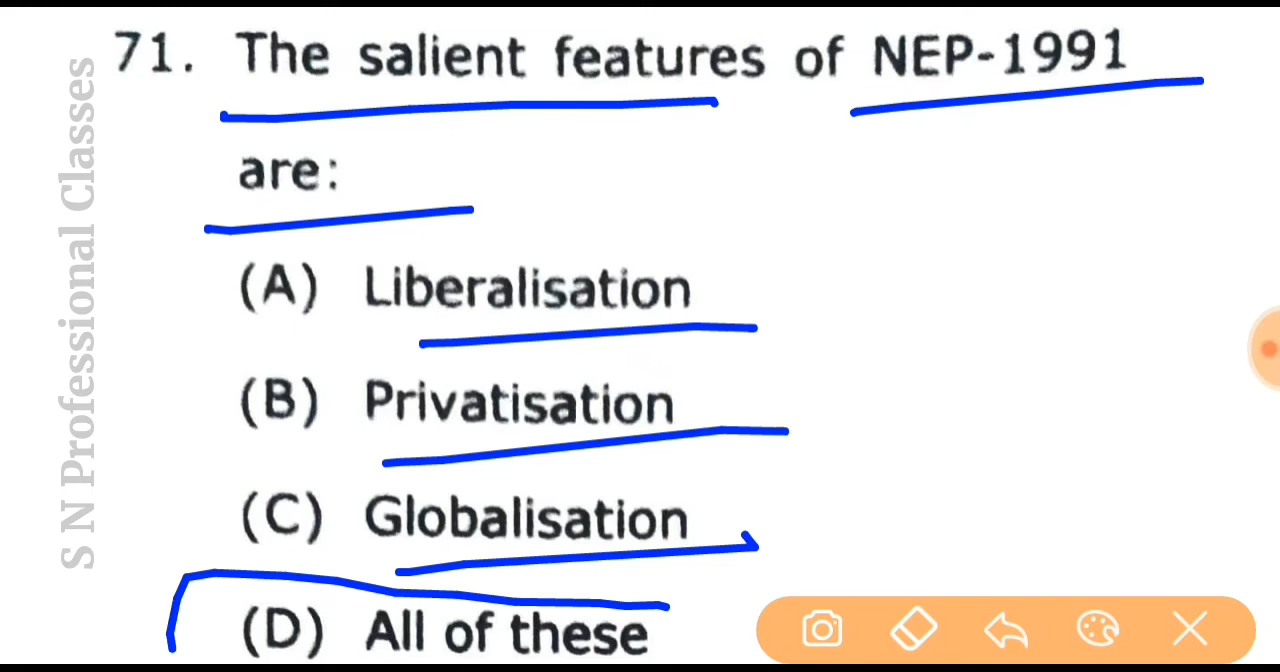 71. The salient features of NEP-1991
are:
(A) Liberalisation
(B) Privatisation
(C) Globalisation
(D) All of these
S N Professional Classes